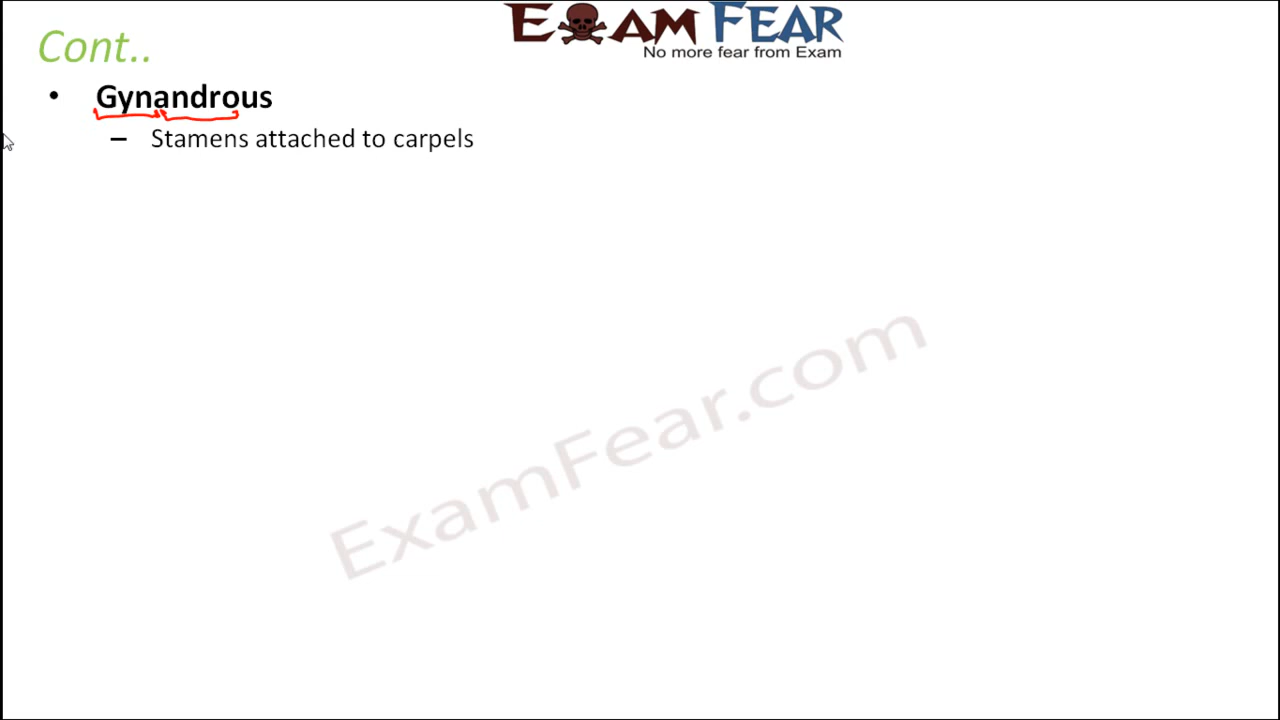 EXAM FEAR
No more fear from Exam
Cont..
• Gynandrous
– Stamens attached to carpels
ExamFear.com